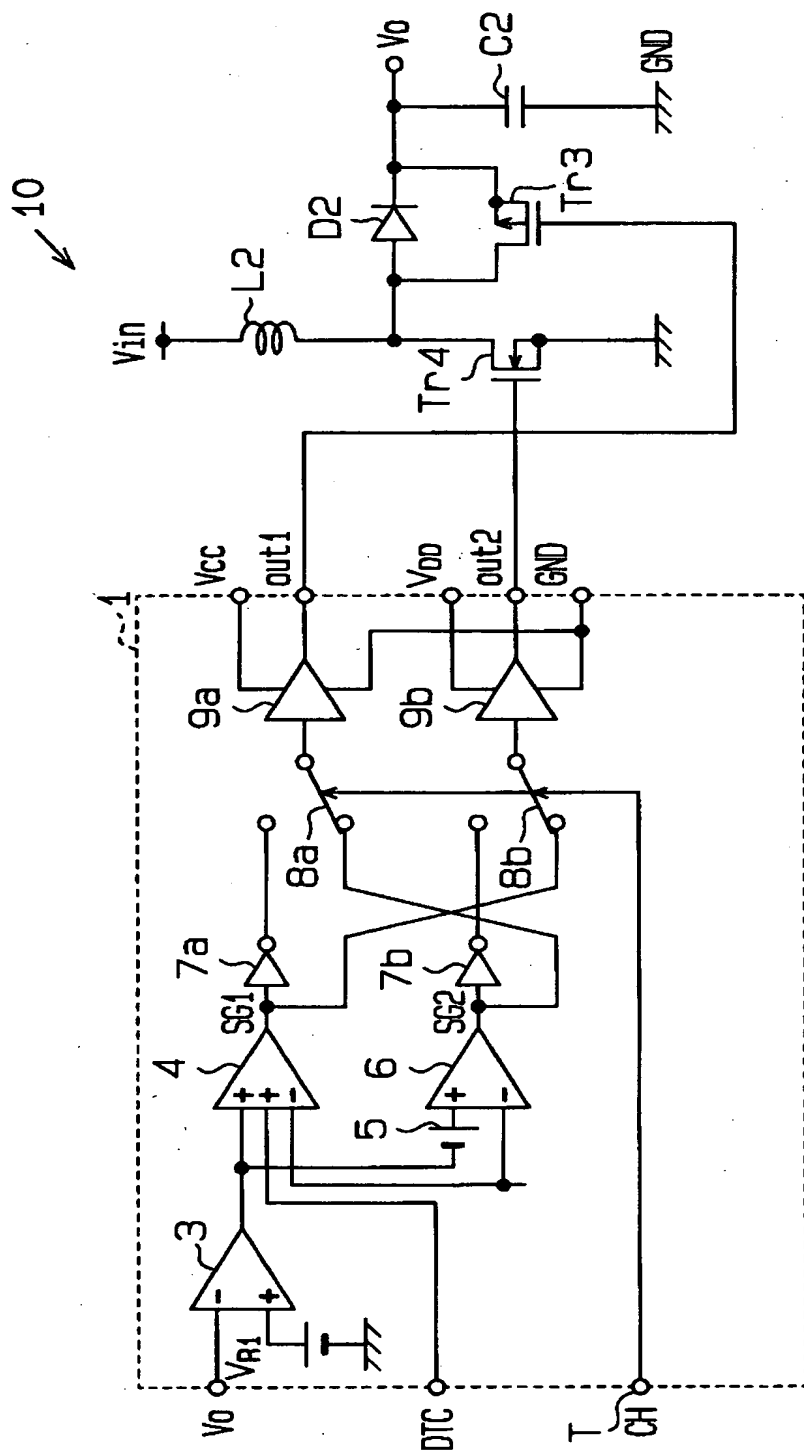 10
Vin
L2
D2
Vo
C2
GND
Tr3
Tr4
1
Vcc
out1
VDD
out2
GND
9a
9b
8a
8b
7a
SG1
7b
SG2
4
+
+
-
6
+
-
5
3
-
+
VR1
Vo
DTC
T
CH